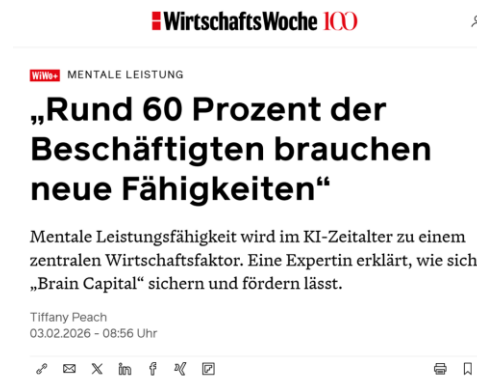 WirtschaftsWoche 100
WiWo+ MENTALE LEISTUNG
„Rund 60 Prozent der
Beschäftigten brauchen
neue Fähigkeiten“
Mentale Leistungsfähigkeit wird im KI-Zeitalter zu einem
zentralen Wirtschaftsfaktor. Eine Expertin erklärt, wie sich
„Brain Capital“ sichern und fördern lässt.
Tiffany Peach
03.02.2026 - 08:56 Uhr